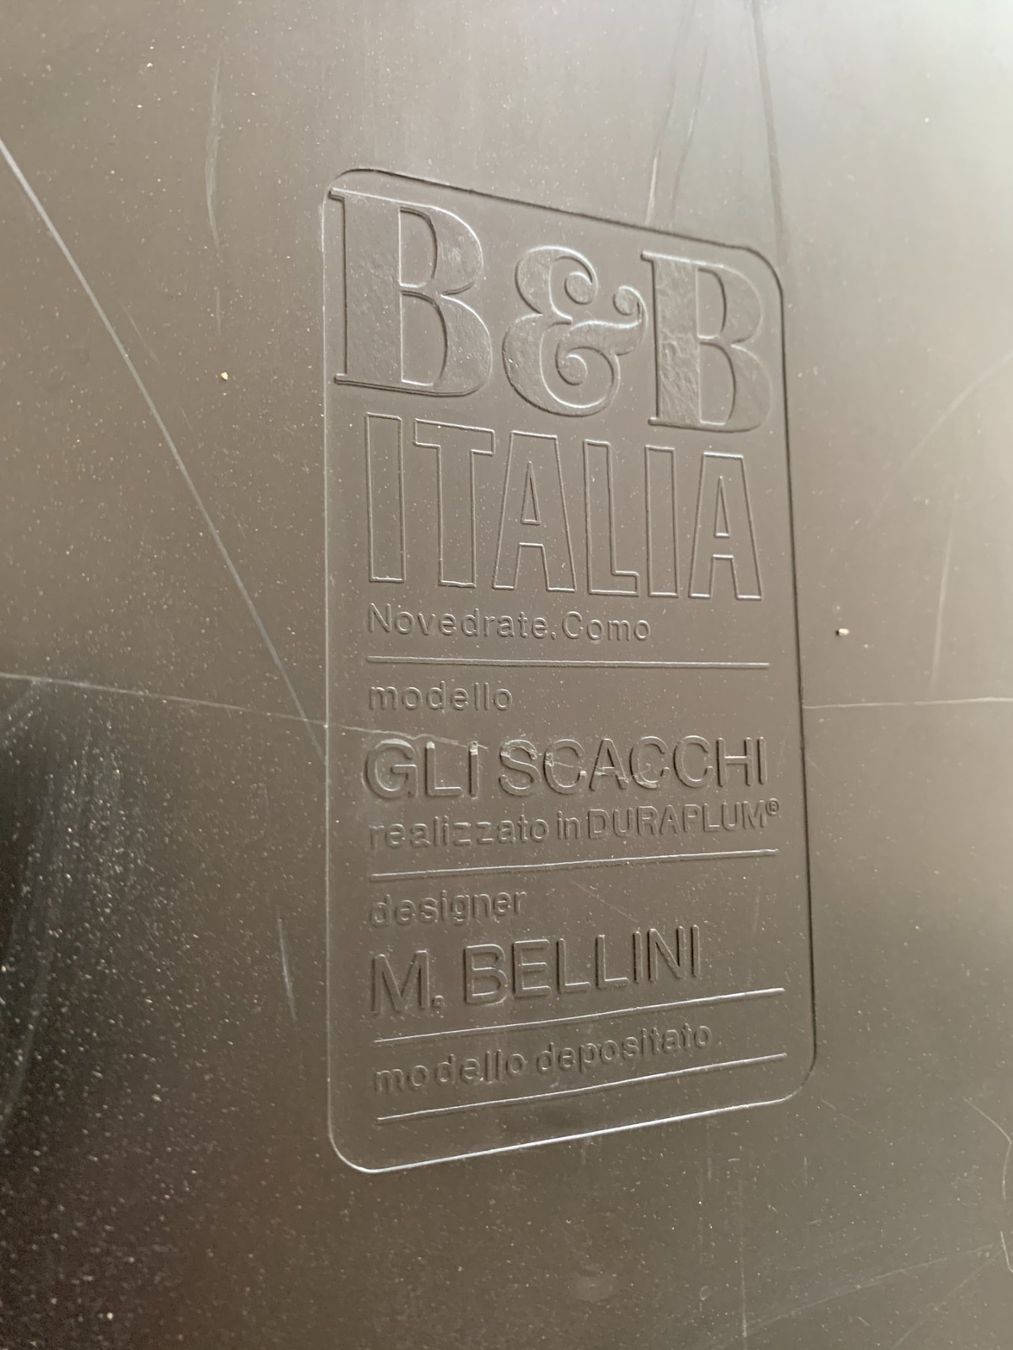 B&B
ITALIA
Novedrate.Como
modello
GLI SCACCHI
realizzato in DURAPLUM®
designer
M. BELLINI
modello depositato